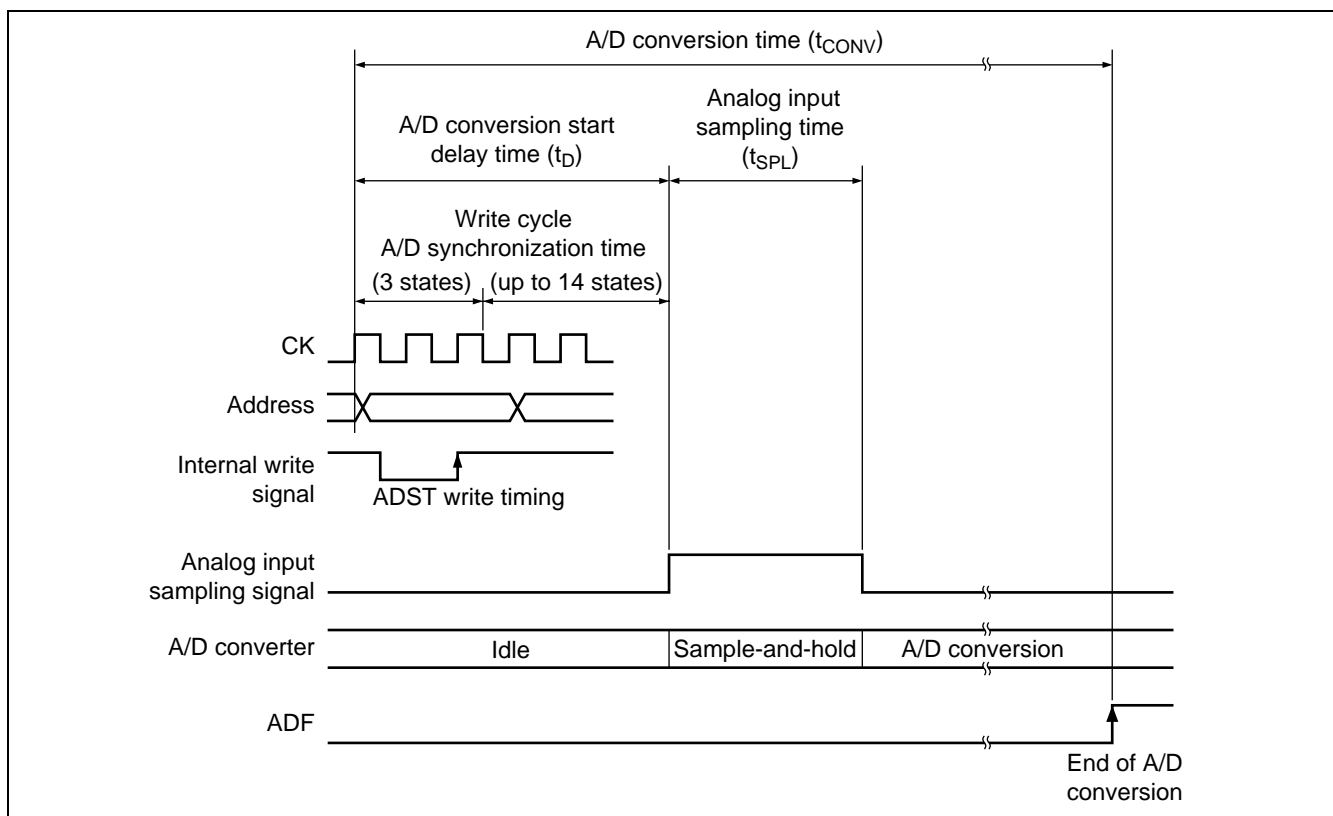 A/D conversion time (tCONV)
Analog input
sampling time
(tSPL)
A/D conversion start
delay time (tD)
Write cycle
A/D synchronization time
(3 states) (up to 14 states)
CK
Address
Internal write
signal
ADST write timing
Analog input
sampling signal
A/D converter Idle Sample-and-hold A/D conversion
ADF
End of A/D
conversion